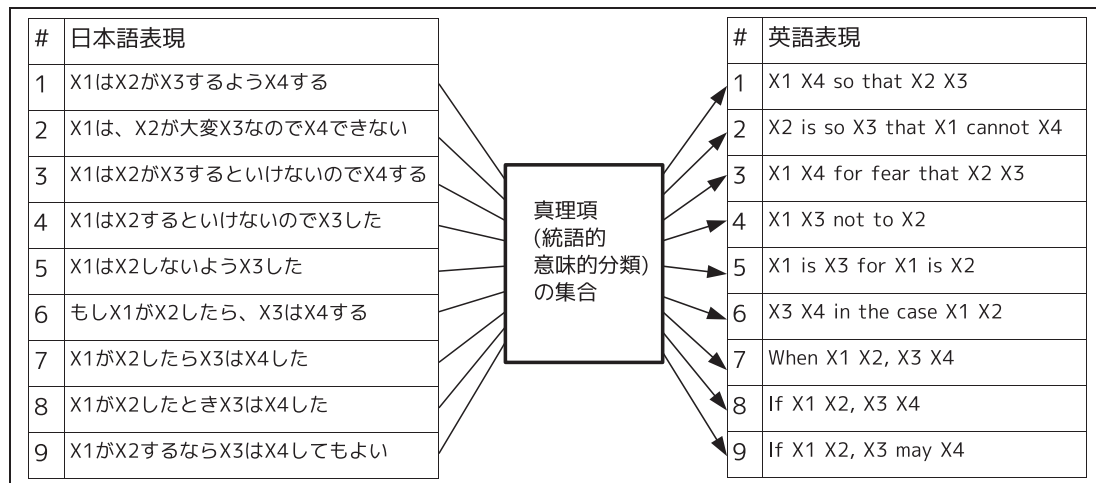 # 日本語表現
1 X1はX2がX3するようX4する
2 X1は、X2が大変X3なのでX4できない
3 X1はX2がX3するといけないのでX4する
4 X1はX2するといけないのでX3した
5 X1はX2しないようX3した
6 もしX1がX2したら、X3はX4する
7 X1がX2したらX3はX4した
8 X1がX2したときX3はX4した
9 X1がX2するならX3はX4してもよい
真理項
(統語的
意味的分類)
の集合
# 英語表現
1 X1 X4 so that X2 X3
2 X2 is so X3 that X1 cannot X4
3 X1 X4 for fear that X2 X3
4 X1 X3 not to X2
5 X1 is X3 for X1 is X2
6 X3 X4 in the case X1 X2
7 When X1 X2, X3 X4
8 If X1 X2, X3 X4
9 If X1 X2, X3 may X4